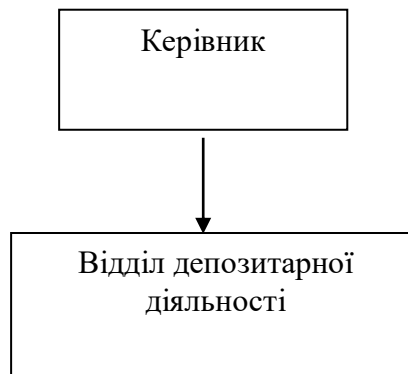 Керівник
Відділ депозитарної
діяльності